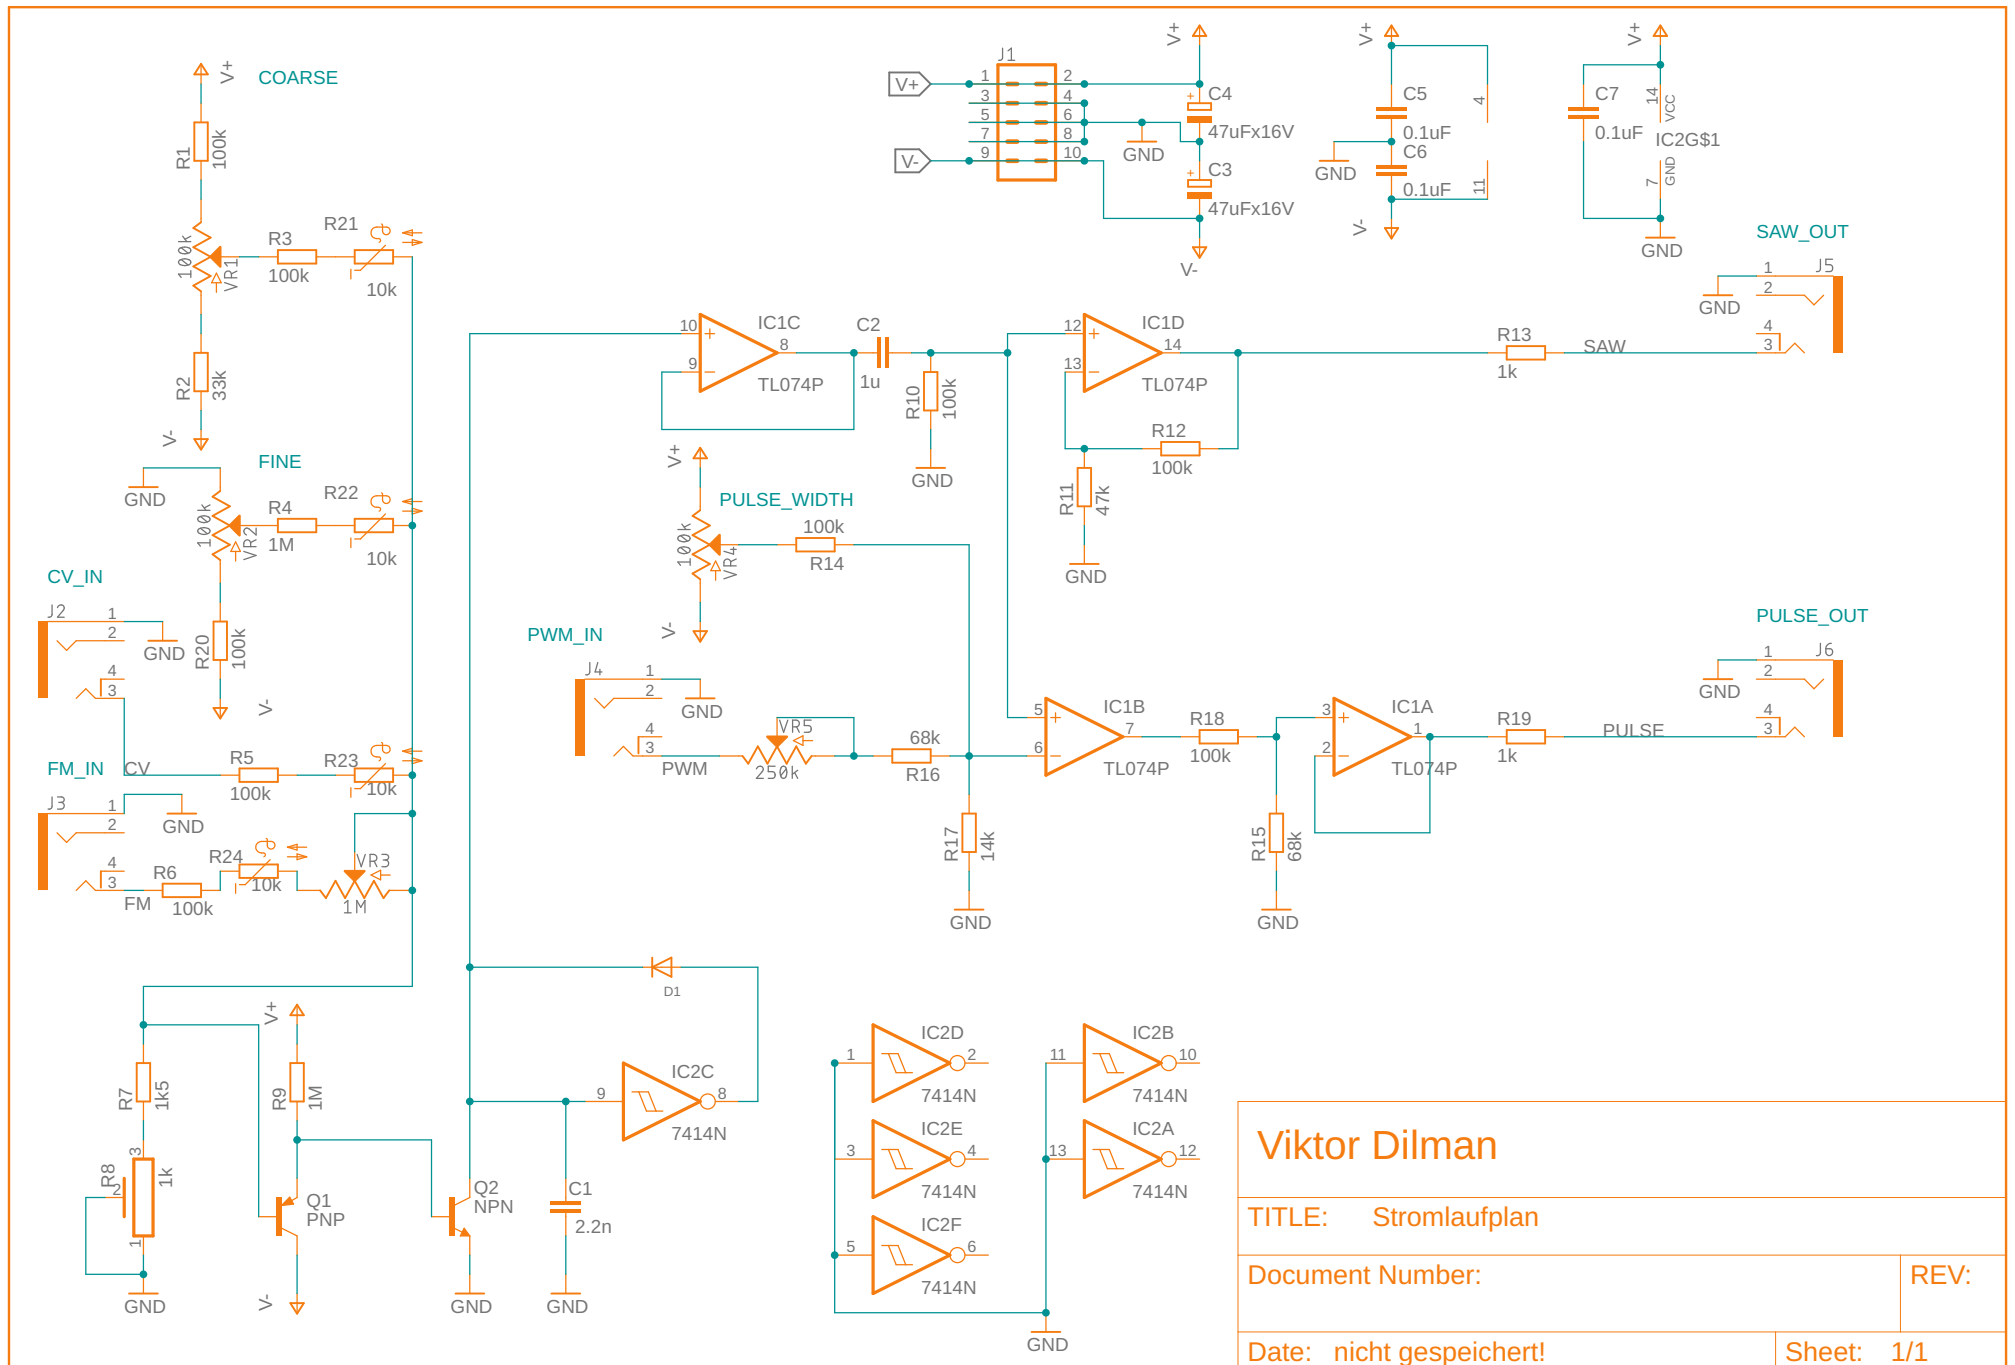 V+
COARSE
R1
100k
100k
VR1
R3
100k
R21
10k
R2
33k
V-
FINE
GND
100k
VR2
R4
1M
R22
10k
R20
100k
V-
CV_IN
J2
1
2
4
3
GND
CV
R5
100k
R23
10k
FM_IN
J3
1
2
4
3
GND
FM
R6
100k
R24
10k
VR3
1M
R7
1k5
R8
3
2
1
1k
GND
V+
R9
1M
Q1
PNP
V-
Q2
NPN
GND
C1
2.2n
GND
D1
IC2C
9
8
7414N
V+
V-
J1
1
2
3
4
5
6
7
8
9
10
GND
V+
C4
47uFx16V
C3
47uFx16V
V-
V+
C5
0.1uF
C6
0.1uF
GND
V-
4
11
V+
C7
0.1uF
14
VCC
IC2G$1
7
GND
GND
IC1C
10
9
8
TL074P
C2
1u
R10
100k
GND
IC1D
12
13
14
TL074P
R12
100k
R11
47k
GND
R13
1k
SAW
SAW_OUT
J5
1
2
4
3
GND
V+
PULSE_WIDTH
100k
VR4
100k
R14
V-
PWM_IN
J4
1
2
4
3
GND
PWM
VR5
250k
68k
R16
R17
14k
GND
IC1B
5
6
7
TL074P
R18
100k
R15
68k
GND
IC1A
3
2
1
TL074P
R19
1k
PULSE
PULSE_OUT
J6
1
2
4
3
GND
IC2D
1
2
7414N
IC2E
3
4
7414N
IC2F
5
6
7414N
IC2B
11
10
7414N
IC2A
13
12
7414N
GND
Viktor Dilman
TITLE: Stromlaufplan
Document Number:
REV:
Date: nicht gespeichert!
Sheet: 1/1